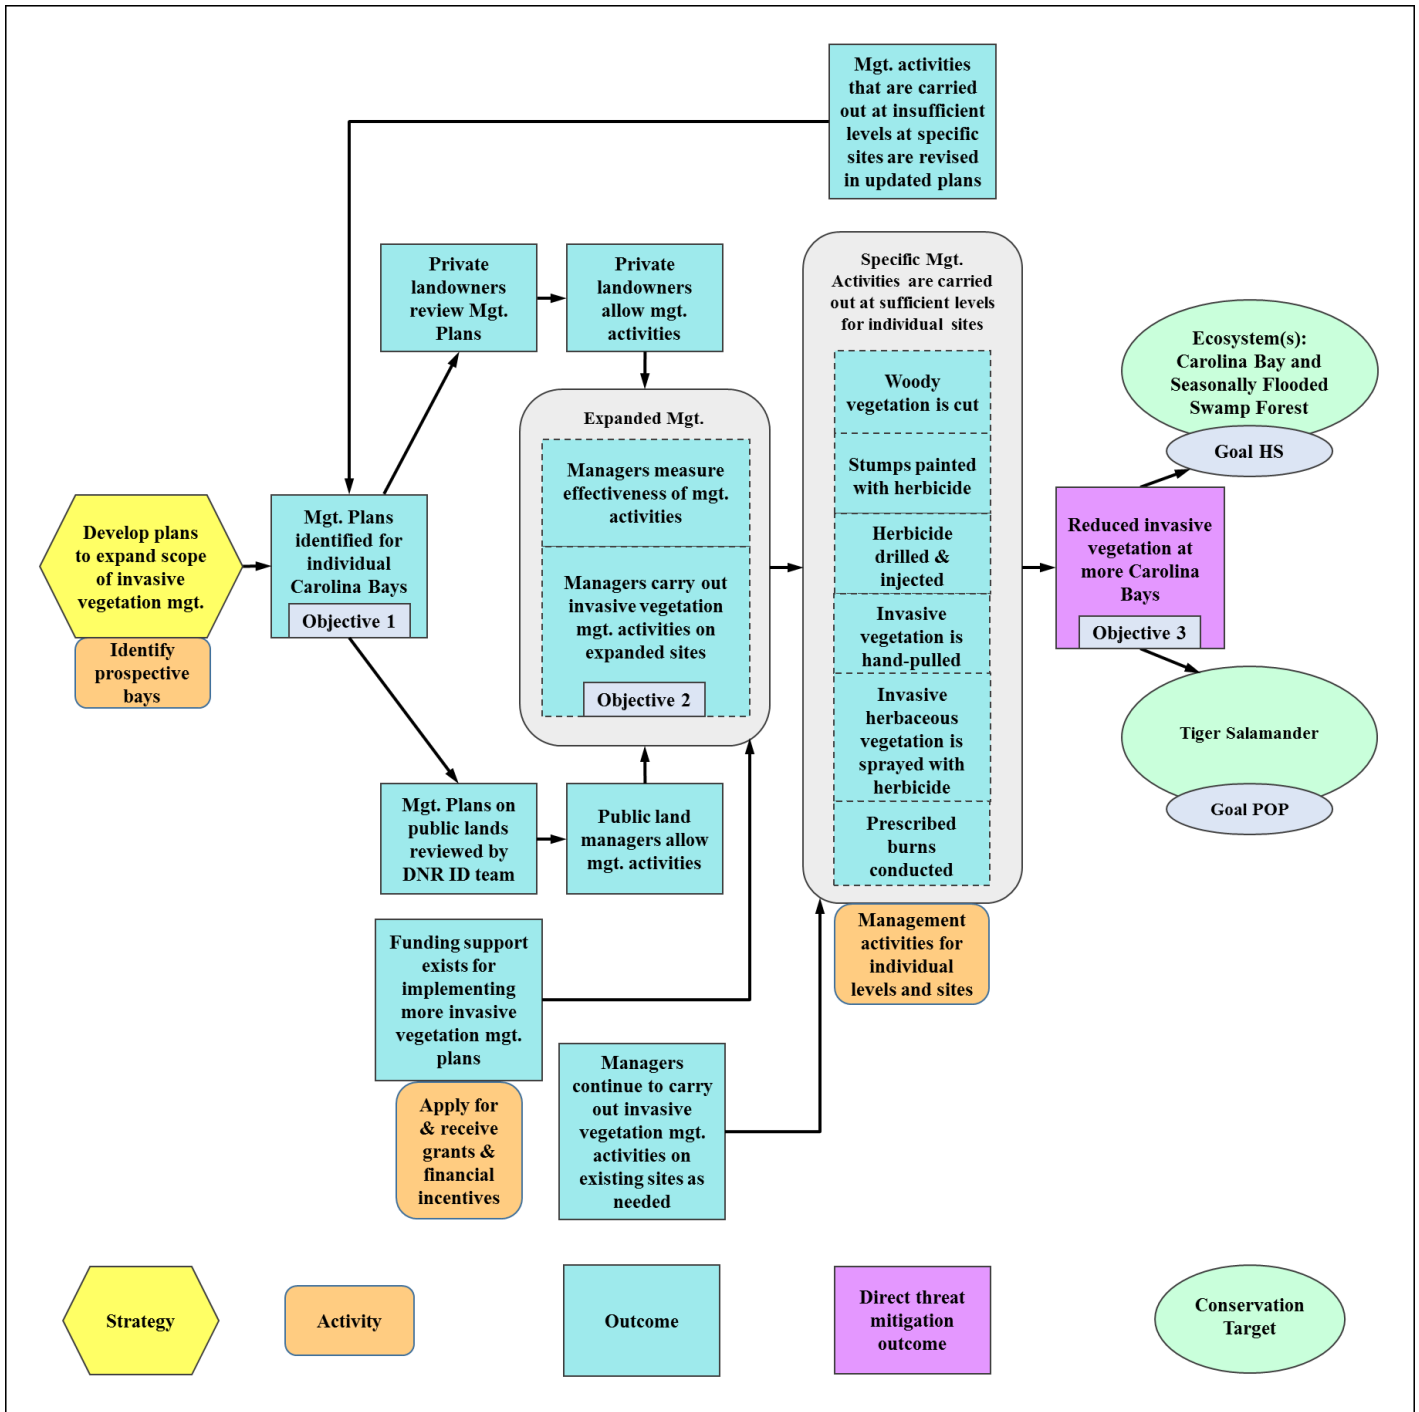 Mgt. activities
that are carried
out at insufficient
levels at specific
sites are revised
in updated plans
Private
landowners
review Mgt.
Plans
Private
landowners
allow mgt.
activities
Specific Mgt.
Activities are carried
out at sufficient levels
for individual sites
Woody
vegetation is cut
Stumps painted
with herbicide
Herbicide
drilled &
injected
Invasive
vegetation is
hand-pulled
Invasive
herbaceous
vegetation is
sprayed with
herbicide
Prescribed
burns
conducted
Management
activities for
individual
levels and sites
Expanded Mgt.
Managers measure
effectiveness of mgt.
activities
Managers carry out
invasive vegetation
mgt. activities on
expanded sites
Objective 2
Develop plans
to expand scope
of invasive
vegetation mgt.
Identify
prospective
bays
Mgt. Plans
identified for
individual
Carolina Bays
Objective 1
Ecosystem(s):
Carolina Bay and
Seasonally Flooded
Swamp Forest
Goal HS
Reduced invasive
vegetation at
more Carolina
Bays
Objective 3
Tiger Salamander
Goal POP
Mgt. Plans on
public lands
reviewed by
DNR ID team
Public land
managers allow
mgt. activities
Funding support
exists for
implementing
more invasive
vegetation mgt.
plans
Apply for
& receive
grants &
financial
incentives
Managers
continue to carry
out invasive
vegetation mgt.
activities on
existing sites as
needed
Strategy
Activity
Outcome
Direct threat
mitigation
outcome
Conservation
Target